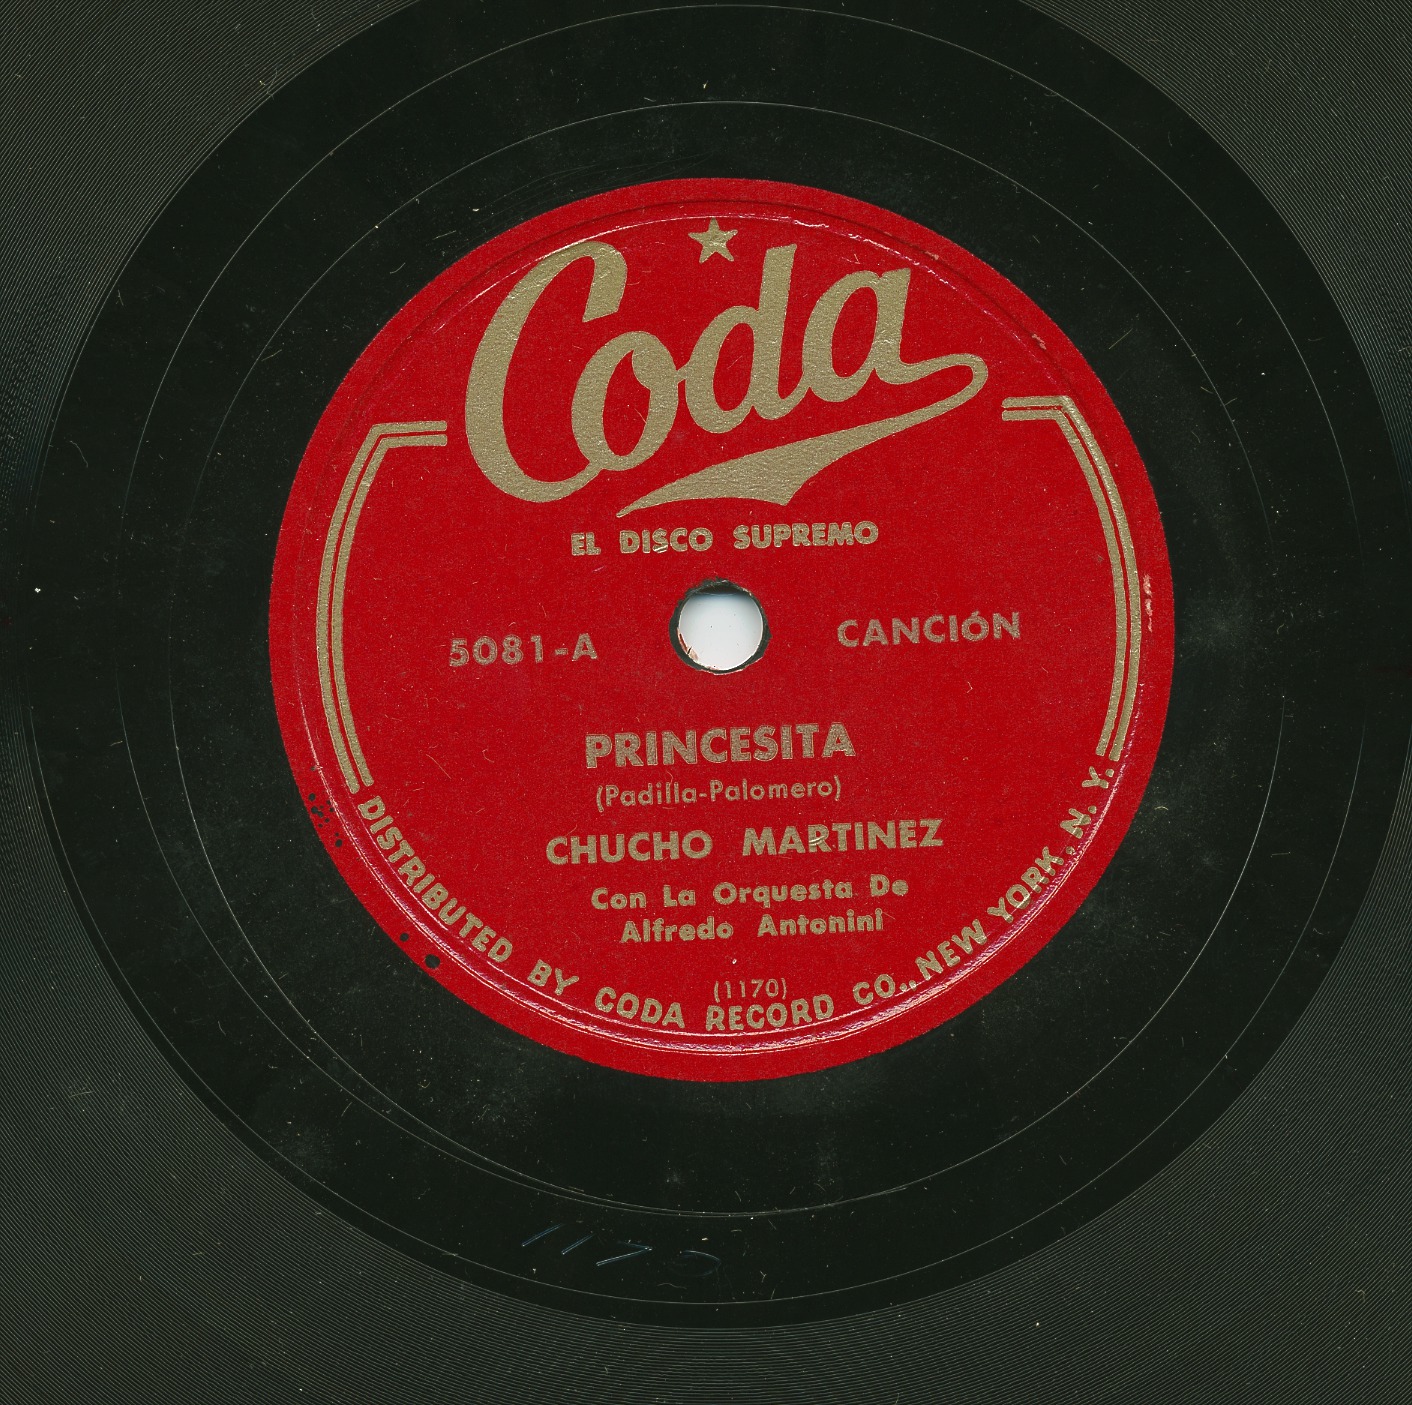 Coda
EL DISCO SUPREMO
5081-A
CANCIÓN
PRINCESITA
(Padilla-Palomero)
CHUCHO MARTINEZ
Con La Orquesta De
Alfredo Antonini
(1170)
DISTRIBUTED BY CODA RECORD CO., NEW YORK, N. Y.
1170